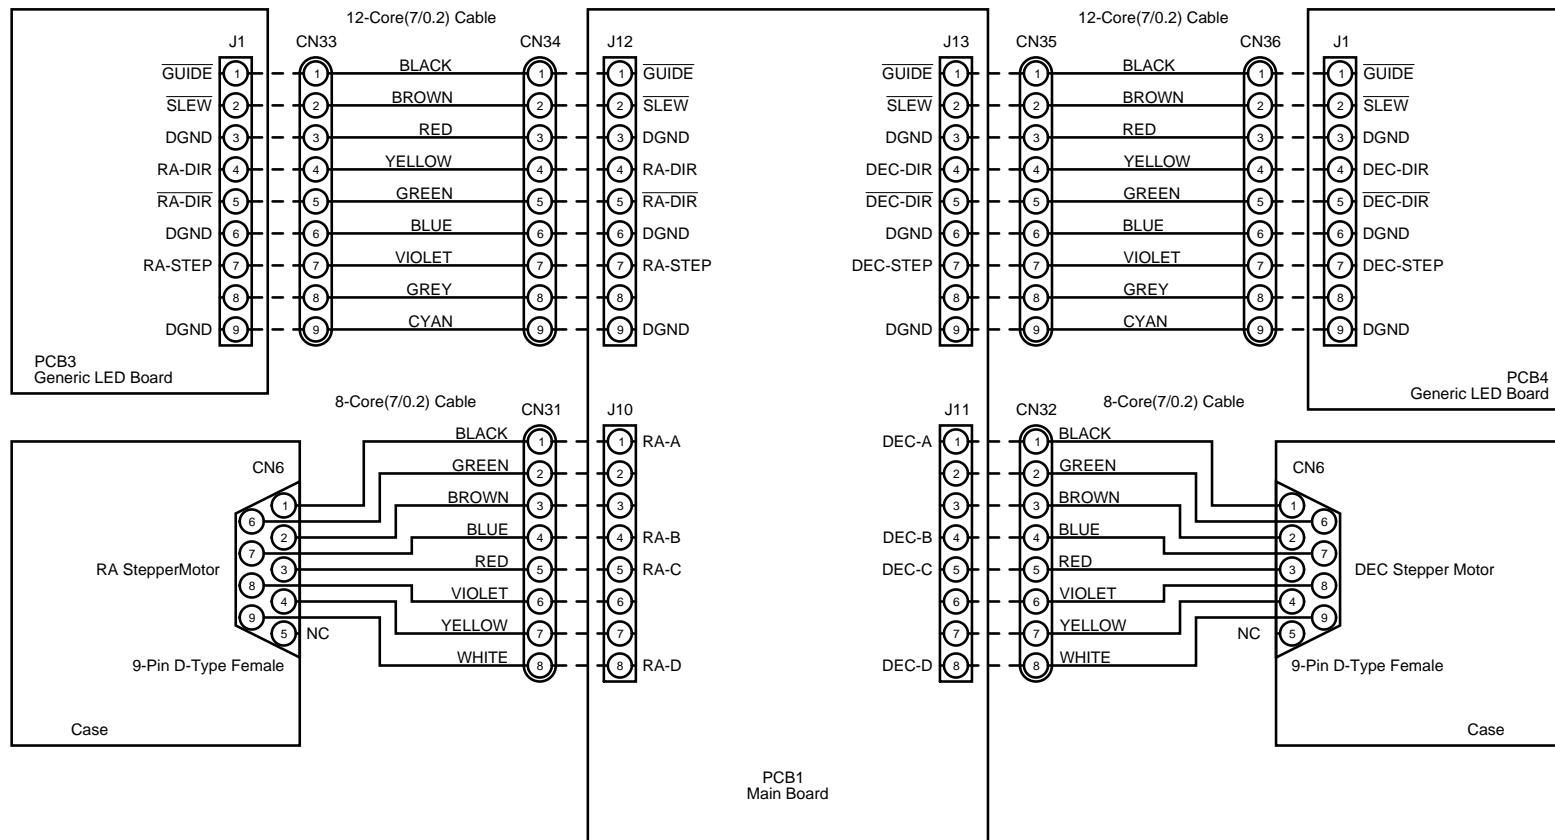 12-Core(7/0.2) Cable 12-Core(7/0.2) Cable
J1 CN33 CN34 J12 J13 CN35 CN36 J1
GUIDE 1 1 BLACK 1 1 GUIDE GUIDE 1 1 BLACK 1 1 GUIDE
SLEW 2 2 BROWN 2 2 SLEW SLEW 2 2 BROWN 2 2 SLEW
DGND 3 3 RED 3 3 DGND DGND 3 3 RED 3 3 DGND
RA-DIR 4 4 YELLOW 4 4 RA-DIR DEC-DIR 4 4 YELLOW 4 4 DEC-DIR
RA-DIR 5 5 GREEN 5 5 RA-DIR DEC-DIR 5 5 GREEN 5 5 DEC-DIR
DGND 6 6 BLUE 6 6 DGND DGND 6 6 BLUE 6 6 DGND
RA-STEP 7 7 VIOLET 7 7 RA-STEP DEC-STEP 7 7 VIOLET 7 7 DEC-STEP
8 8 GREY 8 8 8 8 GREY 8 8
DGND 9 9 CYAN 9 9 DGND DGND 9 9 CYAN 9 9 DGND
PCB3
Generic LED Board
PCB4
Generic LED Board
8-Core(7/0.2) Cable 8-Core(7/0.2) Cable
CN31 J10 J11 CN32
BLACK 1 1 RA-A DEC-A 1 1 BLACK
GREEN 2 2 2 2 GREEN
BROWN 3 3 3 3 BROWN
BLUE 4 4 RA-B DEC-B 4 4 BLUE
RED 5 5 RA-C DEC-C 5 5 RED
VIOLET 6 6 6 6 VIOLET
YELLOW 7 7 7 7 YELLOW
WHITE 8 8 RA-D DEC-D 8 8 WHITE
CN6
1
6
2
7
3
8
4
9
5 NC
RA StepperMotor
9-Pin D-Type Female
Case
CN6
1
6
2
7
3
8
4
9
NC 5
DEC Stepper Motor
9-Pin D-Type Female
Case
PCB1
Main Board